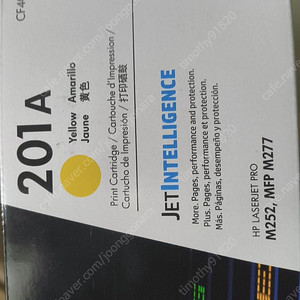 CF4
201A
Yellow Amarillo
Jaune 黄色
Print Cartridge / Cartouche d'Impression /
Cartucho de impresión / 打印硒鼓
JETINTELLIGENCE
More. Pages, performance and protection.
Plus. Pages, performance et protection.
Más. Páginas, desempeño y protección.
HP LASERJET PRO
M252, MFP M277
timothy91820